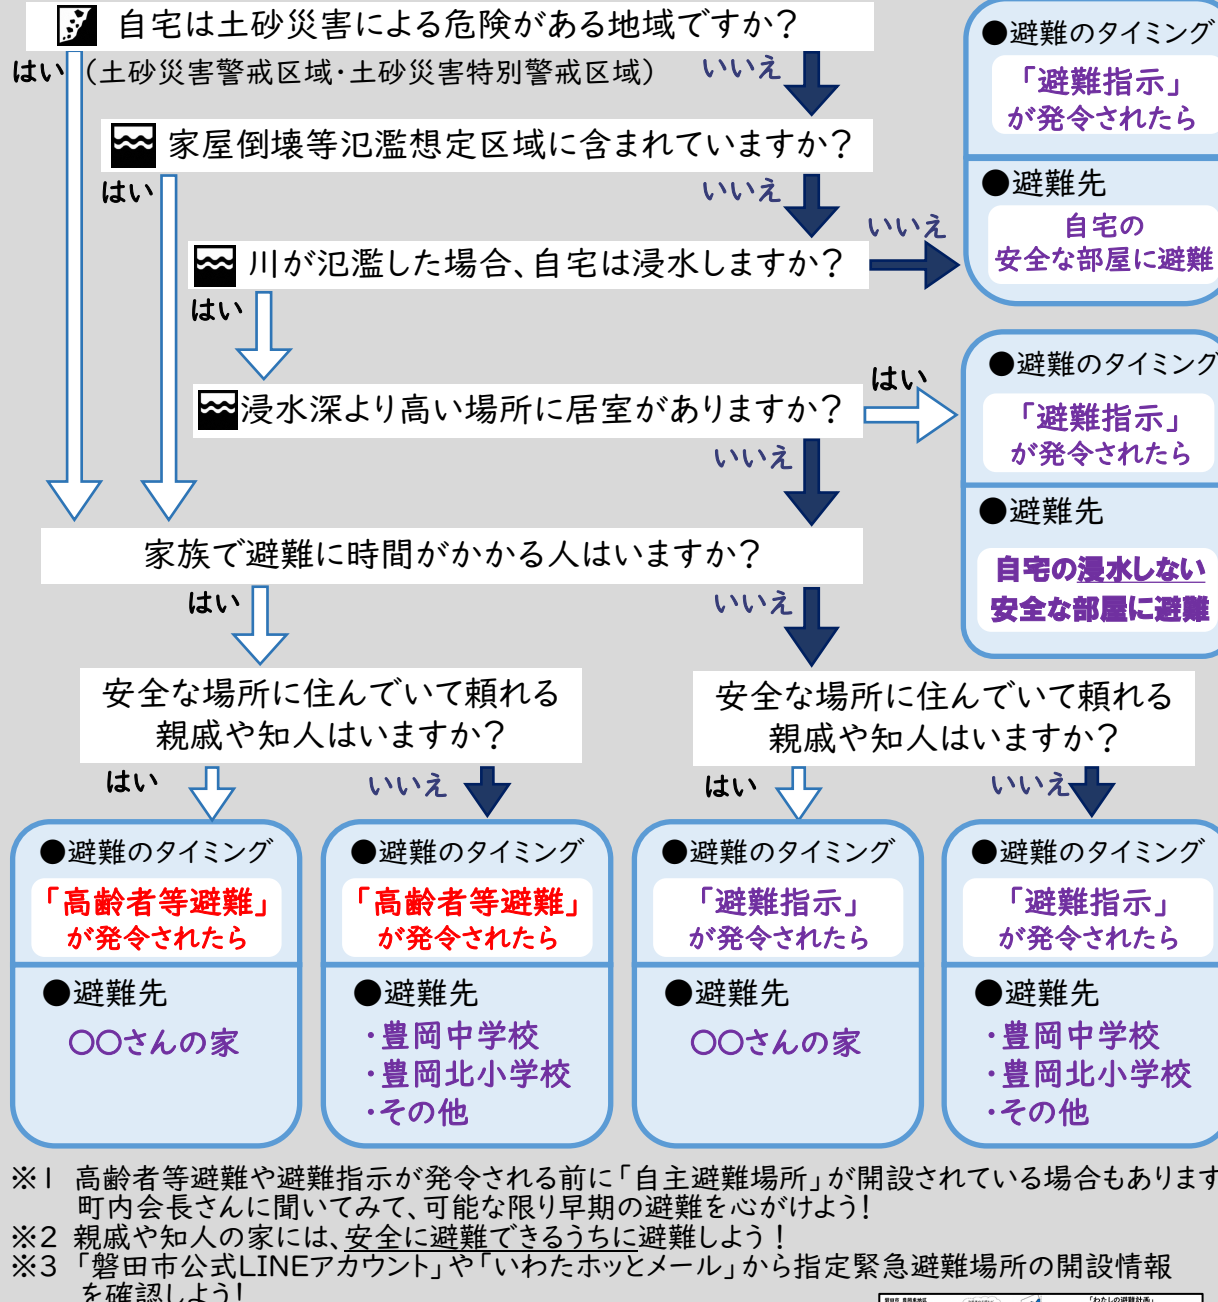 自宅は土砂災害による危険がある地域ですか?
はい
(土砂災害警戒区域・土砂災害特別警戒区域)
いいえ
家屋倒壊等氾濫想定区域に含まれていますか?
はい
いいえ
川が氾濫した場合、自宅は浸水しますか?
いいえ
はい
●避難のタイミング
「避難指示」
が発令されたら
●避難先
自宅の
安全な部屋に避難
浸水深より高い場所に居室がありますか?
はい
いいえ
●避難のタイミング
「避難指示」
が発令されたら
●避難先
自宅の浸水しない
安全な部屋に避難
家族で避難に時間がかかる人はいますか?
はい
いいえ
安全な場所に住んでいて頼れる
親戚や知人はいますか?
はい
いいえ
安全な場所に住んでいて頼れる
親戚や知人はいますか?
はい
いいえ
●避難のタイミング
「高齢者等避難」
が発令されたら
●避難先
〇〇さんの家
●避難のタイミング
「高齢者等避難」
が発令されたら
●避難先
・豊岡中学校
・豊岡北小学校
・その他
●避難のタイミング
「避難指示」
が発令されたら
●避難先
〇〇さんの家
●避難のタイミング
「避難指示」
が発令されたら
●避難先
・豊岡中学校
・豊岡北小学校
・その他
※1 高齢者等避難や避難指示が発令される前に「自主避難場所」が開設されている場合もあります
町内会長さんに聞いてみて、可能な限り早期の避難を心がけよう!
※2 親戚や知人の家には、安全に避難できるうちに避難しよう!
※3 「磐田市公式LINEアカウント」や「いわたホッとメール」から指定緊急避難場所の開設情報
を確認しよう!
「わたしの避難計画」